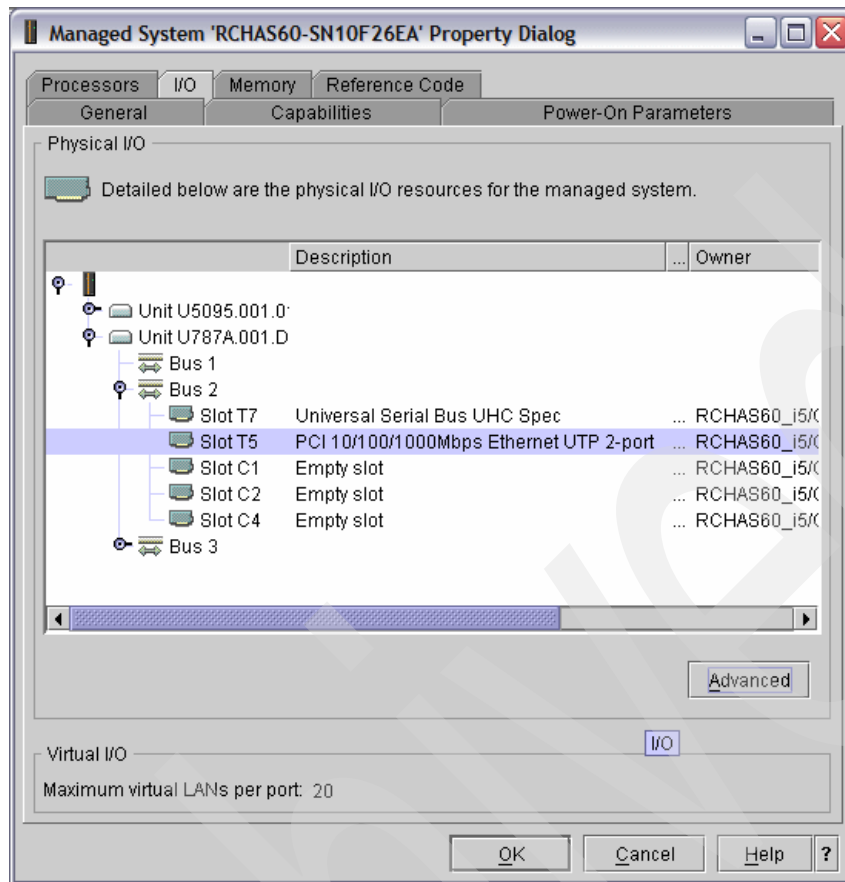 Managed System 'RCHAS60-SN10F26EA' Property Dialog
Processors I/O Memory Reference Code
General Capabilities Power-On Parameters
Physical I/O
Detailed below are the physical I/O resources for the managed system.
Description ... Owner
Unit U5095.001.0
Unit U787A.001.D
Bus 1
Bus 2
Slot T7 Universal Serial Bus UHC Spec ... RCHAS60_i5/
Slot T5 PCI 10/100/1000Mbps Ethernet UTP 2-port ... RCHAS60_i5/
Slot C1 Empty slot ... RCHAS60_i5/
Slot C2 Empty slot ... RCHAS60_i5/
Slot C4 Empty slot ... RCHAS60_i5/
Bus 3
Advanced
I/O
Virtual I/O
Maximum virtual LANs per port: 20
OK Cancel Help ?